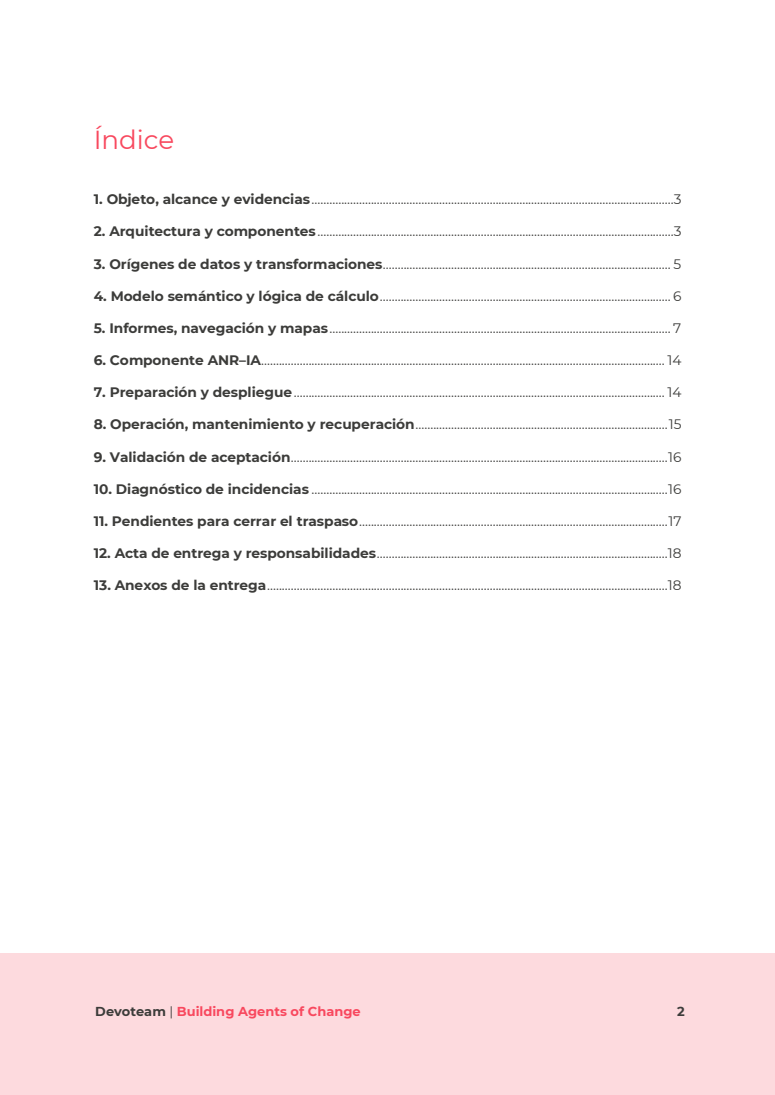 Índice
1. Objeto, alcance y evidencias 3
2. Arquitectura y componentes 3
3. Orígenes de datos y transformaciones 5
4. Modelo semántico y lógica de cálculo 6
5. Informes, navegación y mapas 7
6. Componente ANR–IA 14
7. Preparación y despliegue 14
8. Operación, mantenimiento y recuperación 15
9. Validación de aceptación 16
10. Diagnóstico de incidencias 16
11. Pendientes para cerrar el traspaso 17
12. Acta de entrega y responsabilidades 18
13. Anexos de la entrega 18
Devoteam | Building Agents of Change 2